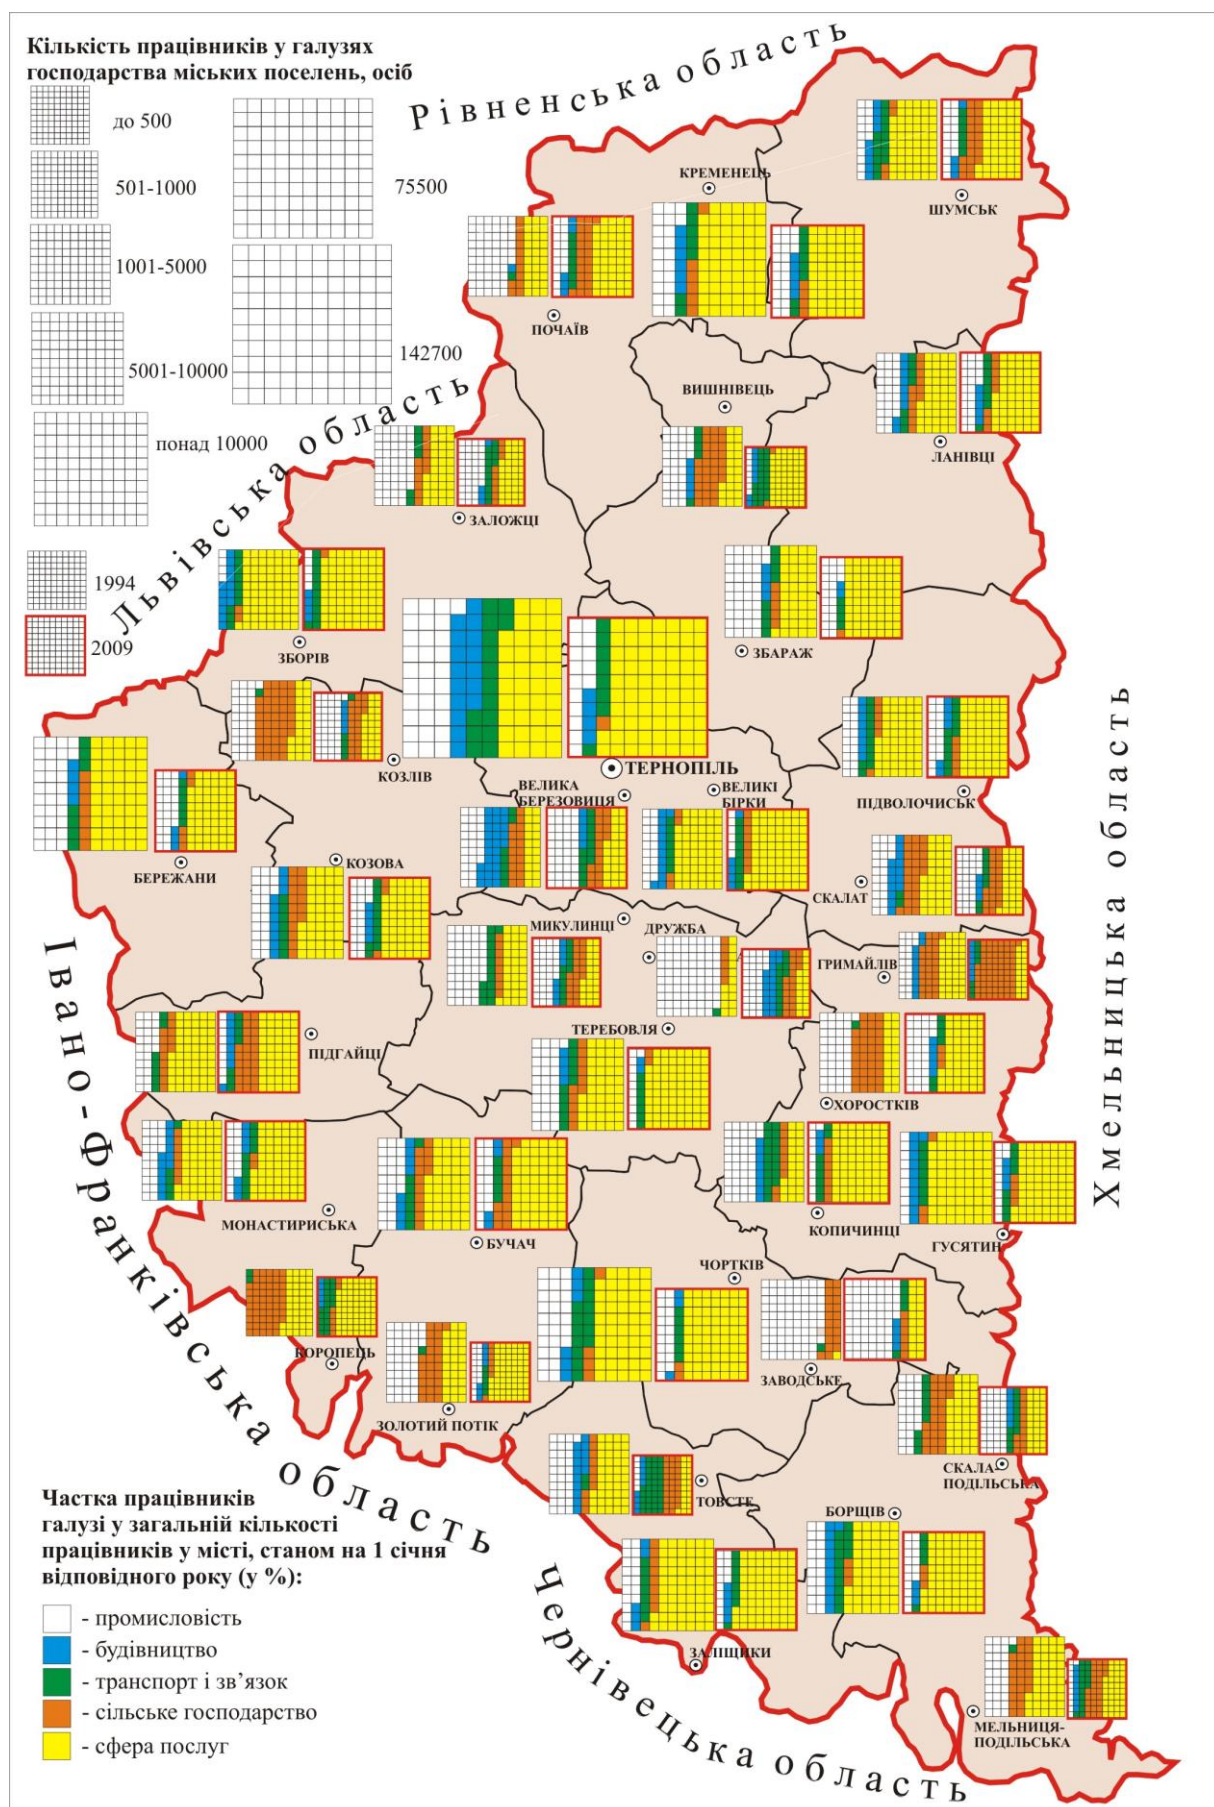 Кількість працівників у галузях
господарства міських поселень, осіб
до 500
501-1000
1001-5000
5001-10000
понад 10000
75500
142700
1994
2009
Рівненська область
Львівська область
Івано-Франківська область
Чернівецька область
Хмельницька область
КРЕМЕНЕЦЬ
ШУМСЬК
ПОЧАЇВ
ВИШНІВЕЦЬ
ЛАНІВЦІ
ЗАЛОЖЦІ
ЗБОРІВ
ЗБАРАЖ
КОЗЛІВ
ТЕРНОПІЛЬ
ВЕЛИКА
БЕРЕЗОВИЦЯ
ВЕЛИКІ
БІРКИ
ПІДВОЛОЧИСЬК
БЕРЕЖАНИ
КОЗОВА
СКАЛАТ
МИКУЛИНЦІ
ДРУЖБА
ГРИМАЙЛІВ
ПІДГАЙЦІ
ТЕРЕБОВЛЯ
ХОРОСТКІВ
МОНАСТИРИСЬКА
БУЧАЧ
КОПИЧИНЦІ
ГУСЯТИН
ЧОРТКІВ
КОРОПЕЦЬ
ЗОЛОТИЙ ПОТІК
ЗАВОДСЬКЕ
СКАЛА-
ПОДІЛЬСЬКА
ТОВСТЕ
БОРЩІВ
ЗАЛІЩИКИ
МЕЛЬНИЦЯ-
ПОДІЛЬСЬКА
Частка працівників
галузі у загальній кількості
працівників у місті, станом на 1 січня
відповідного року (у %):
- промисловість
- будівництво
- транспорт і зв’язок
- сільське господарство
- сфера послуг